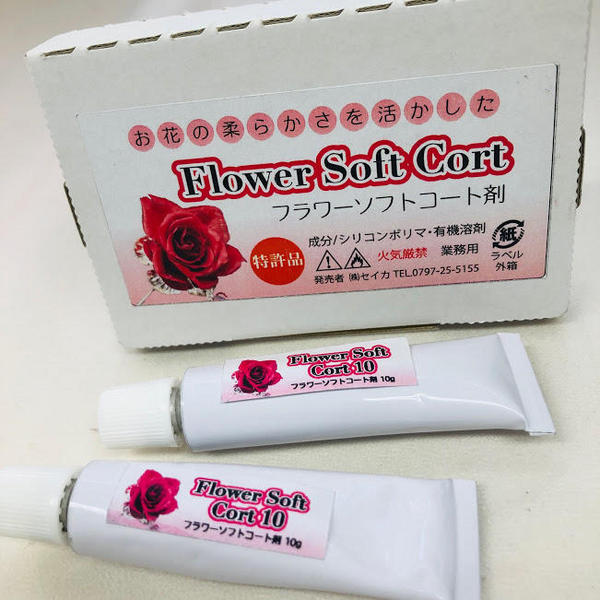 お花の柔らかさを活かした
Flower Soft Cort
フラワーソフトコート剤
特許品
成分/シリコンポリマ・有機溶剤
火気厳禁 業務用
発売者 ㈱セイカ TEL.0797-25-5155
紙
ラベル
外箱
Flower Soft
Cort 10
フラワーソフトコート剤 10g
Flower Soft
Cort 10
フラワーソフトコート剤 10g